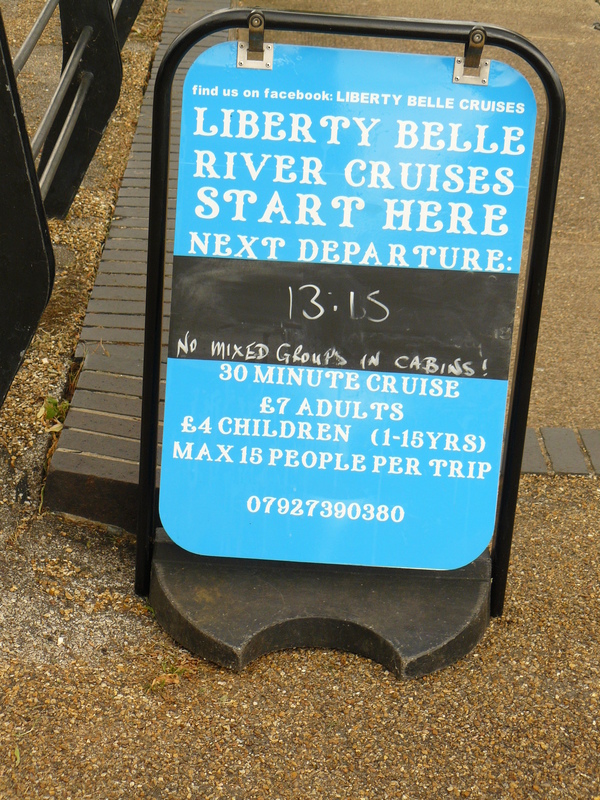 find us on facebook: LIBERTY BELLE CRUISES
LIBERTY BELLE
RIVER CRUISES
START HERE
NEXT DEPARTURE:
13:15
NO MIXED GROUPS IN CABINS!
30 MINUTE CRUISE
£7 ADULTS
£4 CHILDREN (1-15YRS)
MAX 15 PEOPLE PER TRIP
07927390380